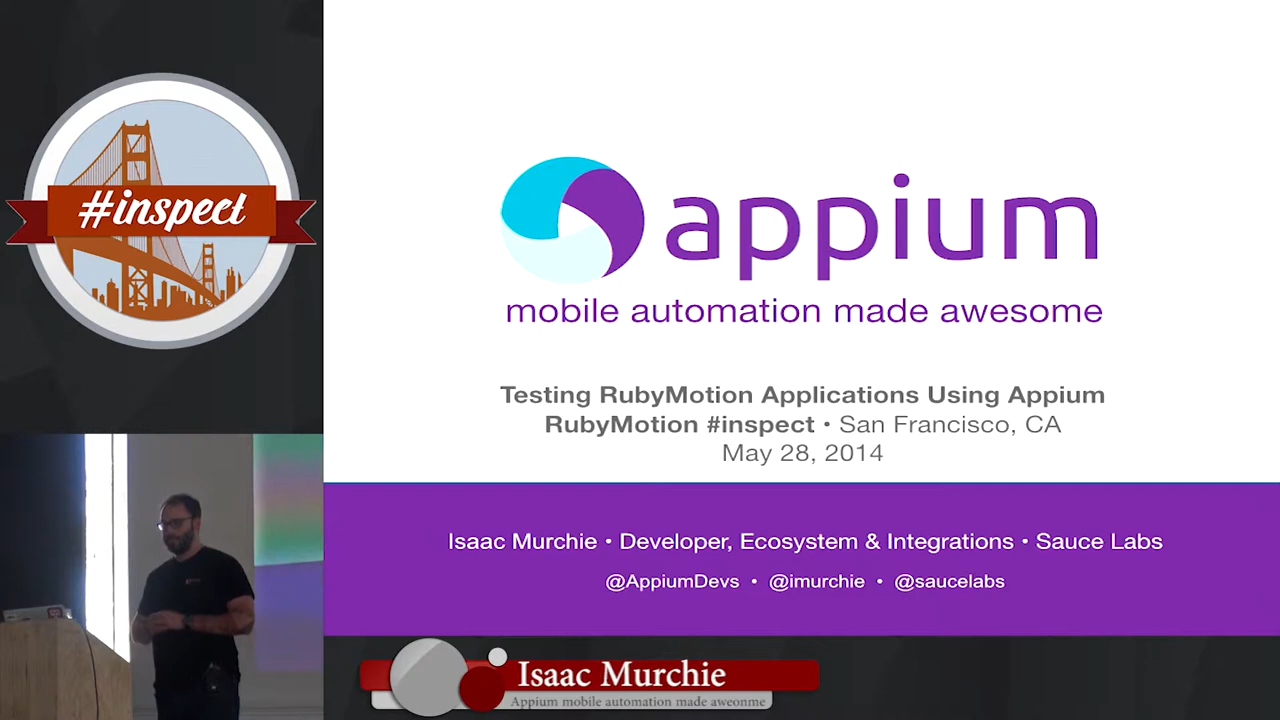 #inspect
appium
mobile automation made awesome
Testing RubyMotion Applications Using Appium
RubyMotion #inspect • San Francisco, CA
May 28, 2014
Isaac Murchie • Developer, Ecosystem & Integrations • Sauce Labs
@AppiumDevs • @imurchie • @saucelabs
Isaac Murchie
Appium mobile automation made aweonme